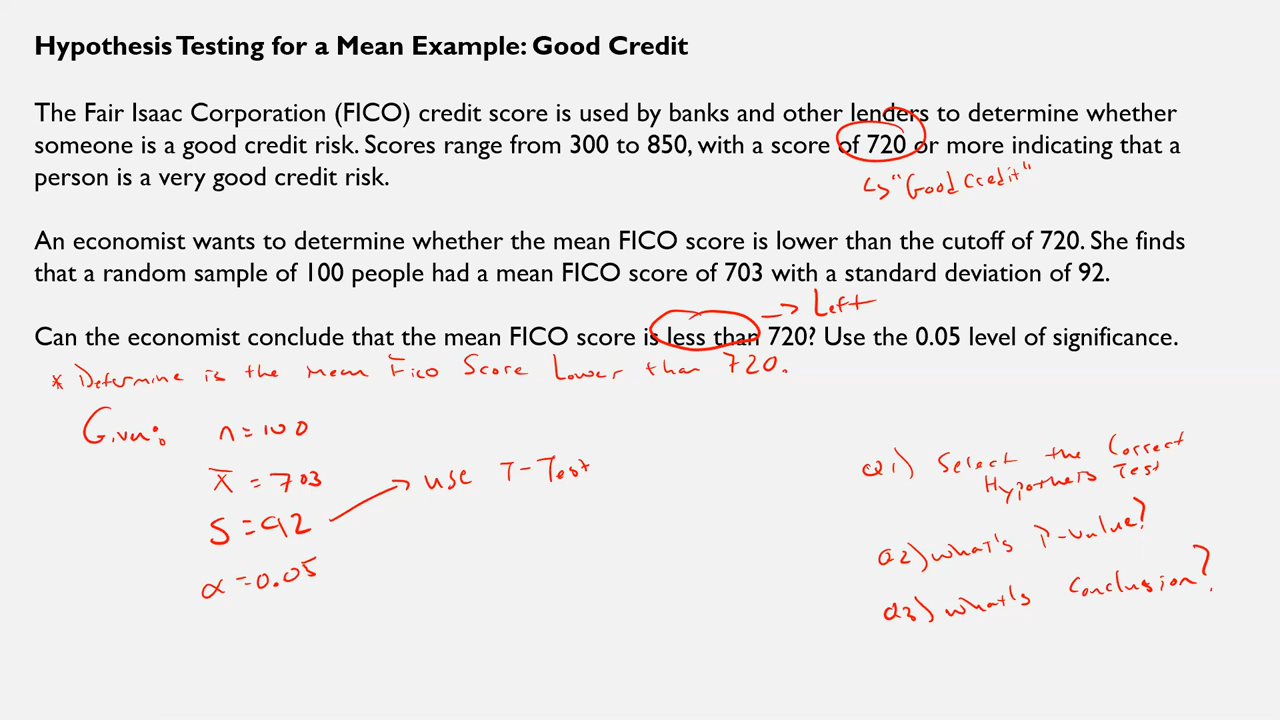 Hypothesis Testing for a Mean Example: Good Credit
The Fair Isaac Corporation (FICO) credit score is used by banks and other lenders to determine whether
someone is a good credit risk. Scores range from 300 to 850, with a score of 720 or more indicating that a
person is a very good credit risk.
↳ "Good Credit"
An economist wants to determine whether the mean FICO score is lower than the cutoff of 720. She finds
that a random sample of 100 people had a mean FICO score of 703 with a standard deviation of 92.
→ Left
Can the economist conclude that the mean FICO score is less than 720? Use the 0.05 level of significance.
* Determine is the mean Fico Score Lower than 720.
Given: n=100
x̄ = 703
S = 92 → use T-Test
α = 0.05
Q1) Select the Correct
Hypothesis Test
Q2) what's P-value?
Q3) what's Conclusion?